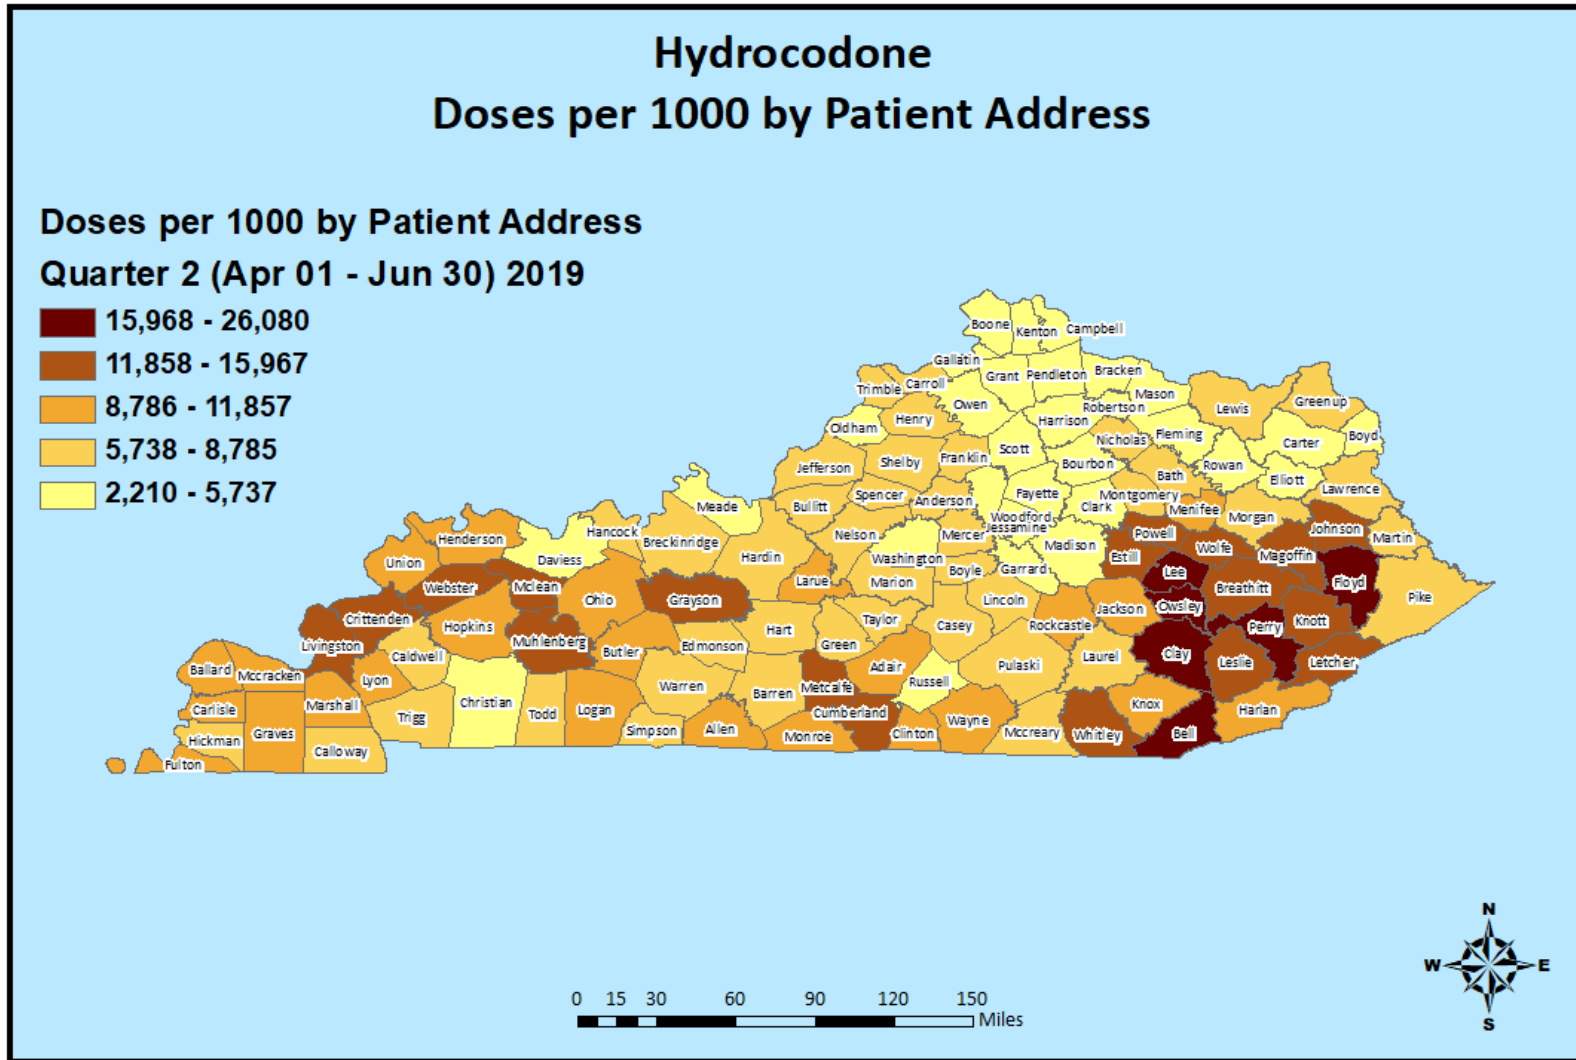 Hydrocodone
Doses per 1000 by Patient Address
Doses per 1000 by Patient Address
Quarter 2 (Apr 01 - Jun 30) 2019
15,968 - 26,080
11,858 - 15,967
8,786 - 11,857
5,738 - 8,785
2,210 - 5,737
Boone
Kenton
Campbell
Gallatin
Grant
Pendleton
Bracken
Trimble
Carroll
Owen
Mason
Robertson
Lewis
Greenup
Oldham
Henry
Harrison
Nicholas
Fleming
Carter
Boyd
Jefferson
Shelby
Franklin
Scott
Bourbon
Rowan
Elliott
Bath
Lawrence
Meade
Bullitt
Spencer
Anderson
Fayette
Clark
Montgomery
Menifee
Morgan
Woodford
Jessamine
Johnson
Martin
Henderson
Hancock
Breckinridge
Nelson
Mercer
Madison
Powell
Wolfe
Magoffin
Union
Daviess
Hardin
Washington
Boyle
Garrard
Estill
Lee
Floyd
Webster
Mclean
Ohio
Grayson
Larue
Marion
Lincoln
Jackson
Owsley
Breathitt
Pike
Crittenden
Hopkins
Muhlenberg
Hart
Taylor
Casey
Rockcastle
Perry
Knott
Livingston
Caldwell
Butler
Edmonson
Green
Adair
Pulaski
Laurel
Clay
Leslie
Letcher
Ballard
Mccracken
Lyon
Christian
Warren
Barren
Metcalfe
Russell
Carlisle
Marshall
Trigg
Todd
Logan
Simpson
Allen
Monroe
Cumberland
Clinton
Wayne
Mccreary
Whitley
Knox
Bell
Harlan
Hickman
Graves
Calloway
Fulton
N
W
E
S
0 15 30 60 90 120 150
Miles